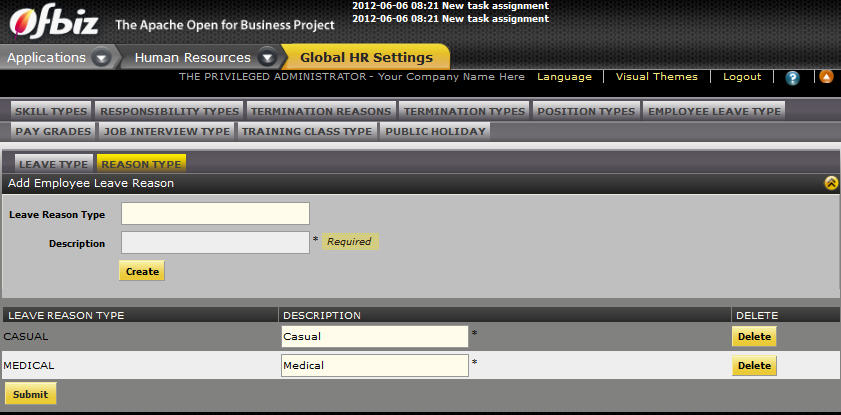 2012-06-06 08:21 New task assignment
2012-06-06 08:21 New task assignment
Ofbiz The Apache Open for Business Project
Applications Human Resources Global HR Settings
THE PRIVILEGED ADMINISTRATOR - Your Company Name Here Language Visual Themes Logout ?
SKILL TYPES RESPONSIBILITY TYPES TERMINATION REASONS TERMINATION TYPES POSITION TYPES EMPLOYEE LEAVE TYPE
PAY GRADES JOB INTERVIEW TYPE TRAINING CLASS TYPE PUBLIC HOLIDAY
LEAVE TYPE REASON TYPE
Add Employee Leave Reason
Leave Reason Type
Description * Required
Create
LEAVE REASON TYPE DESCRIPTION DELETE
CASUAL Casual * Delete
MEDICAL Medical * Delete
Submit